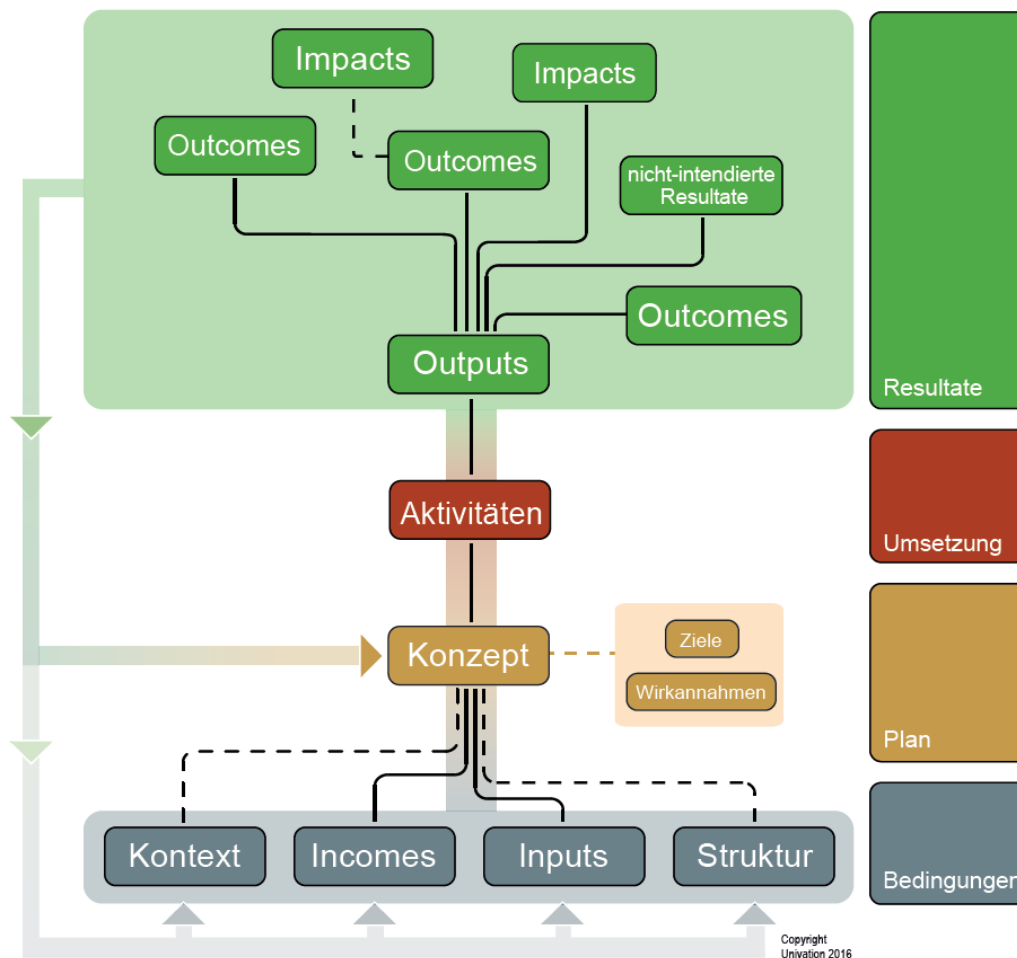 Impacts
Impacts
Outcomes
Outcomes
nicht-intendierte
Resultate
Outcomes
Outputs
Resultate
Aktivitäten
Umsetzung
Konzept
Ziele
Wirkannahmen
Plan
Kontext
Incomes
Inputs
Struktur
Bedingungen
Copyright
Univation 2016